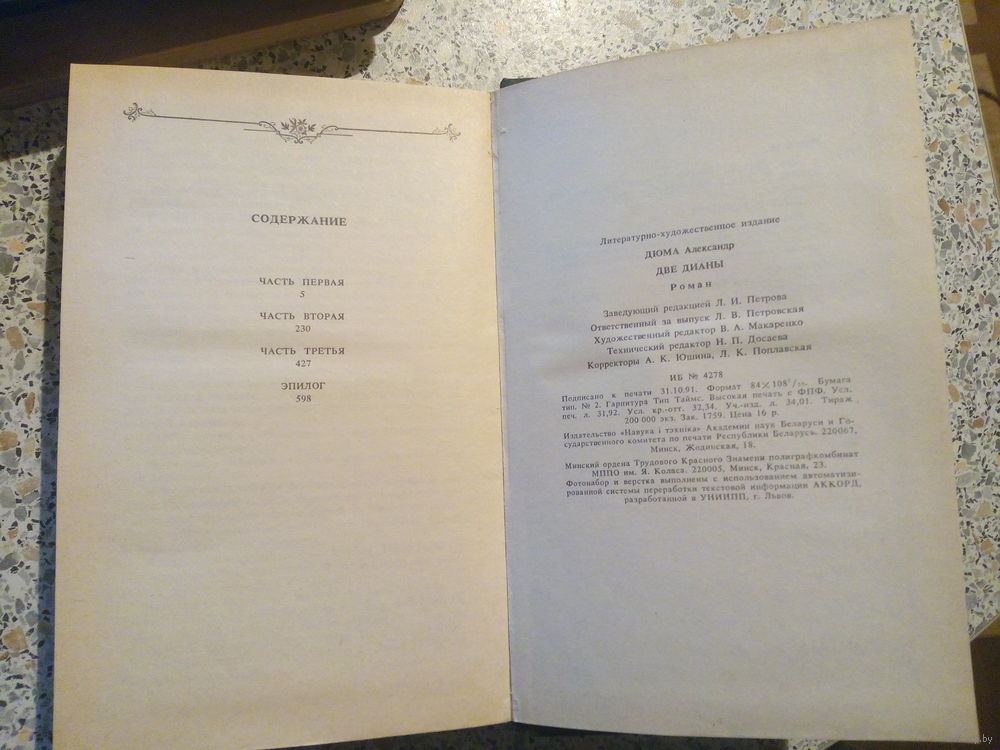 СОДЕРЖАНИЕ
ЧАСТЬ ПЕРВАЯ
5
ЧАСТЬ ВТОРАЯ
230
ЧАСТЬ ТРЕТЬЯ
427
ЭПИЛОГ
598
Литературно-художественное издание
ДЮМА Александр
ДВЕ ДИАНЫ
Роман
Заведующий редакцией Л. И. Петрова
Ответственный за выпуск Л. В. Петровская
Художественный редактор В. А. Макаренко
Технический редактор Н. П. Досаева
Корректоры А. К. Юшина, Л. К. Поплавская
ИБ № 4278
Подписано к печати 31.10.91. Формат 84×108 Бумага
тип. № 2. Гарнитура Тип Таймс. Высокая печать с ФПФ. Усл.
печ. л. 31,92. Усл. кр.-отт. 32,34. Уч.-изд. л. 34,01. Тираж
200 000 экз. Зак. 1759. Цена 16 р.
Издательство «Навука і тэхніка» Академии наук Беларуси и Го-
сударственного комитета по печати Республики Беларусь. 220067,
Минск, Жодинская, 18.
Минский ордена Трудового Красного Знамени полиграфкомбинат
МППО им. Я. Коласа. 220005, Минск, Красная, 23.
Фотонабор и верстка выполнены с использованием автоматизи-
рованной системы переработки текстовой информации АККОРД,
разработанной в УНИИПП, г. Львов.
.by